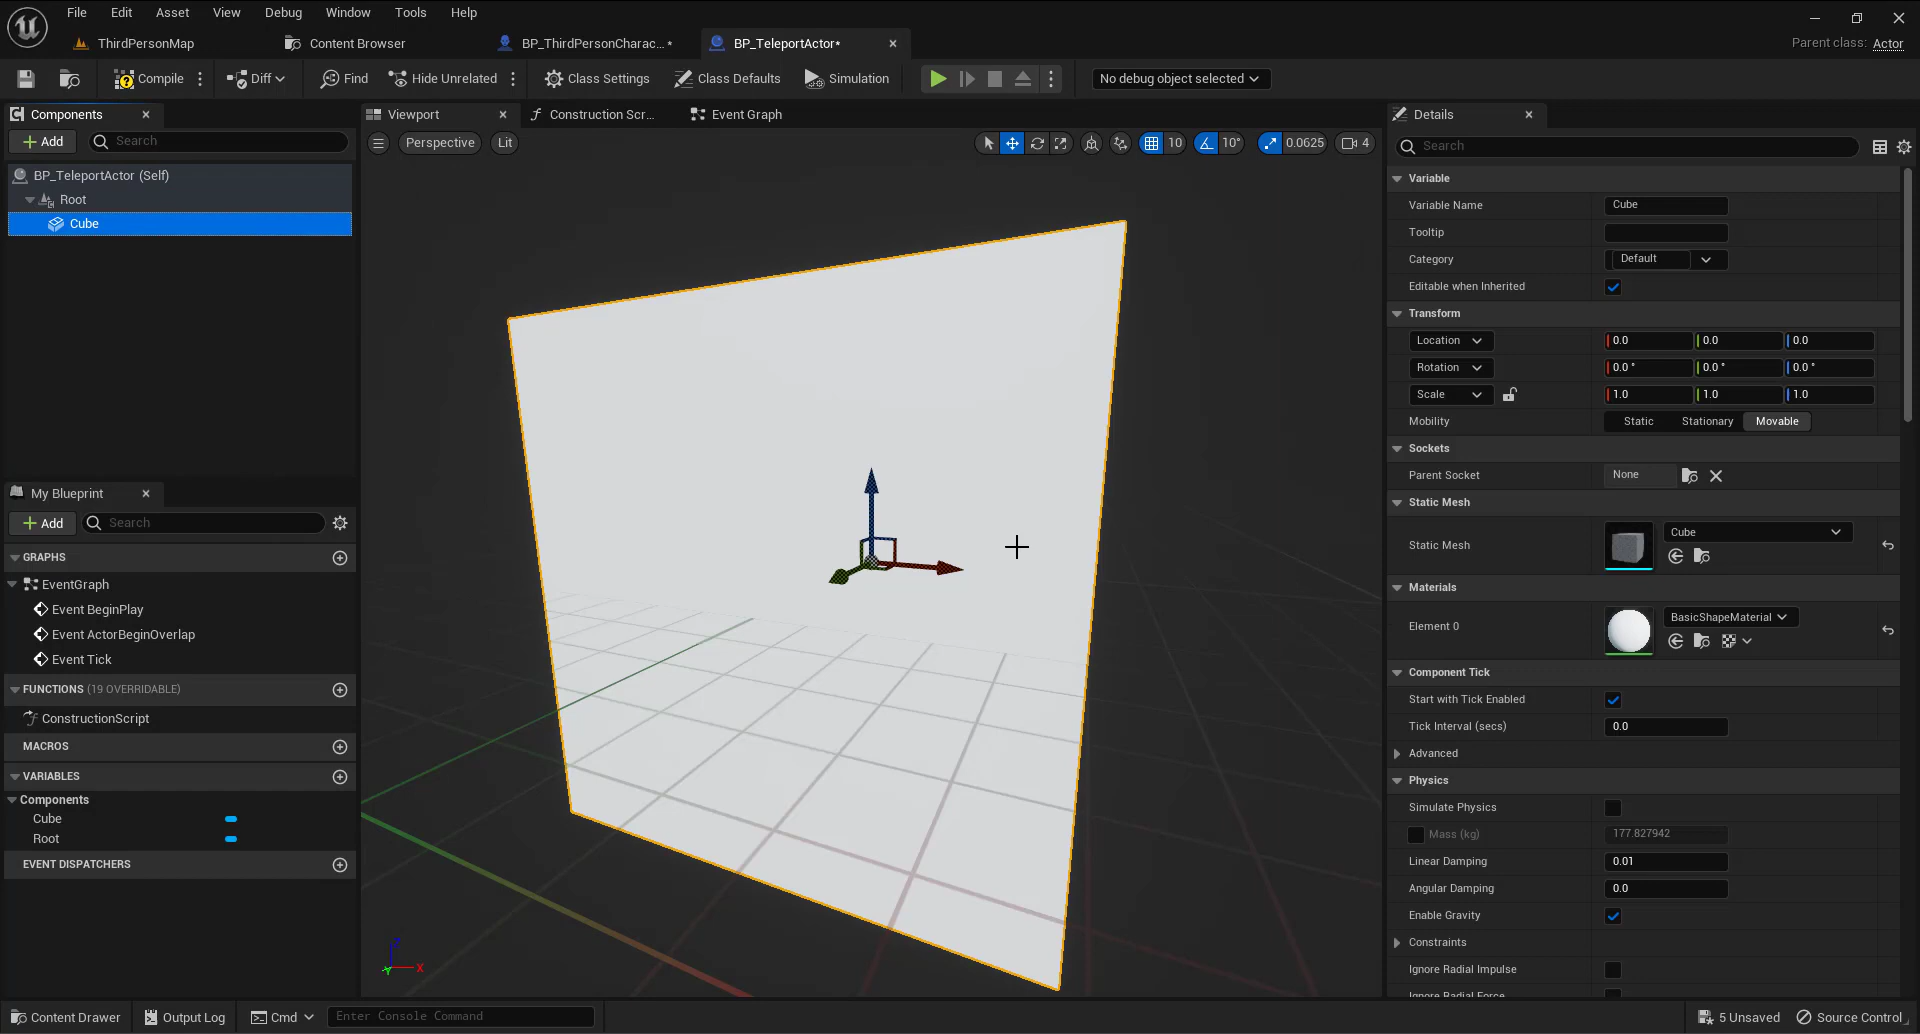 File Edit Asset View Debug Window Tools Help
ThirdPersonMap Content Browser BP_ThirdPersonCharac...* BP_TeleportActor*
Parent class: Actor
Compile Diff Find Hide Unrelated Class Settings Class Defaults Simulation No debug object selected
Components
Add Search
BP_TeleportActor (Self)
Root
Cube
My Blueprint
Add Search
GRAPHS
EventGraph
Event BeginPlay
Event ActorBeginOverlap
Event Tick
FUNCTIONS (19 OVERRIDABLE)
ConstructionScript
MACROS
VARIABLES
Components
Cube
Root
EVENT DISPATCHERS
Viewport Construction Scr... Event Graph
Perspective Lit 10 10° 0.0625 4
Z
Y X
Details
Search
Variable
Variable Name Cube
Tooltip
Category Default
Editable when Inherited
Transform
Location 0.0 0.0 0.0
Rotation 0.0 ° 0.0 ° 0.0 °
Scale 1.0 1.0 1.0
Mobility Static Stationary Movable
Sockets
Parent Socket None
Static Mesh
Static Mesh Cube
Materials
Element 0 BasicShapeMaterial
Component Tick
Start with Tick Enabled
Tick Interval (secs) 0.0
Advanced
Physics
Simulate Physics
Mass (kg) 177.827942
Linear Damping 0.01
Angular Damping 0.0
Enable Gravity
Constraints
Ignore Radial Impulse
Ignore Radial Force
Content Drawer Output Log Cmd Enter Console Command 5 Unsaved Source Control